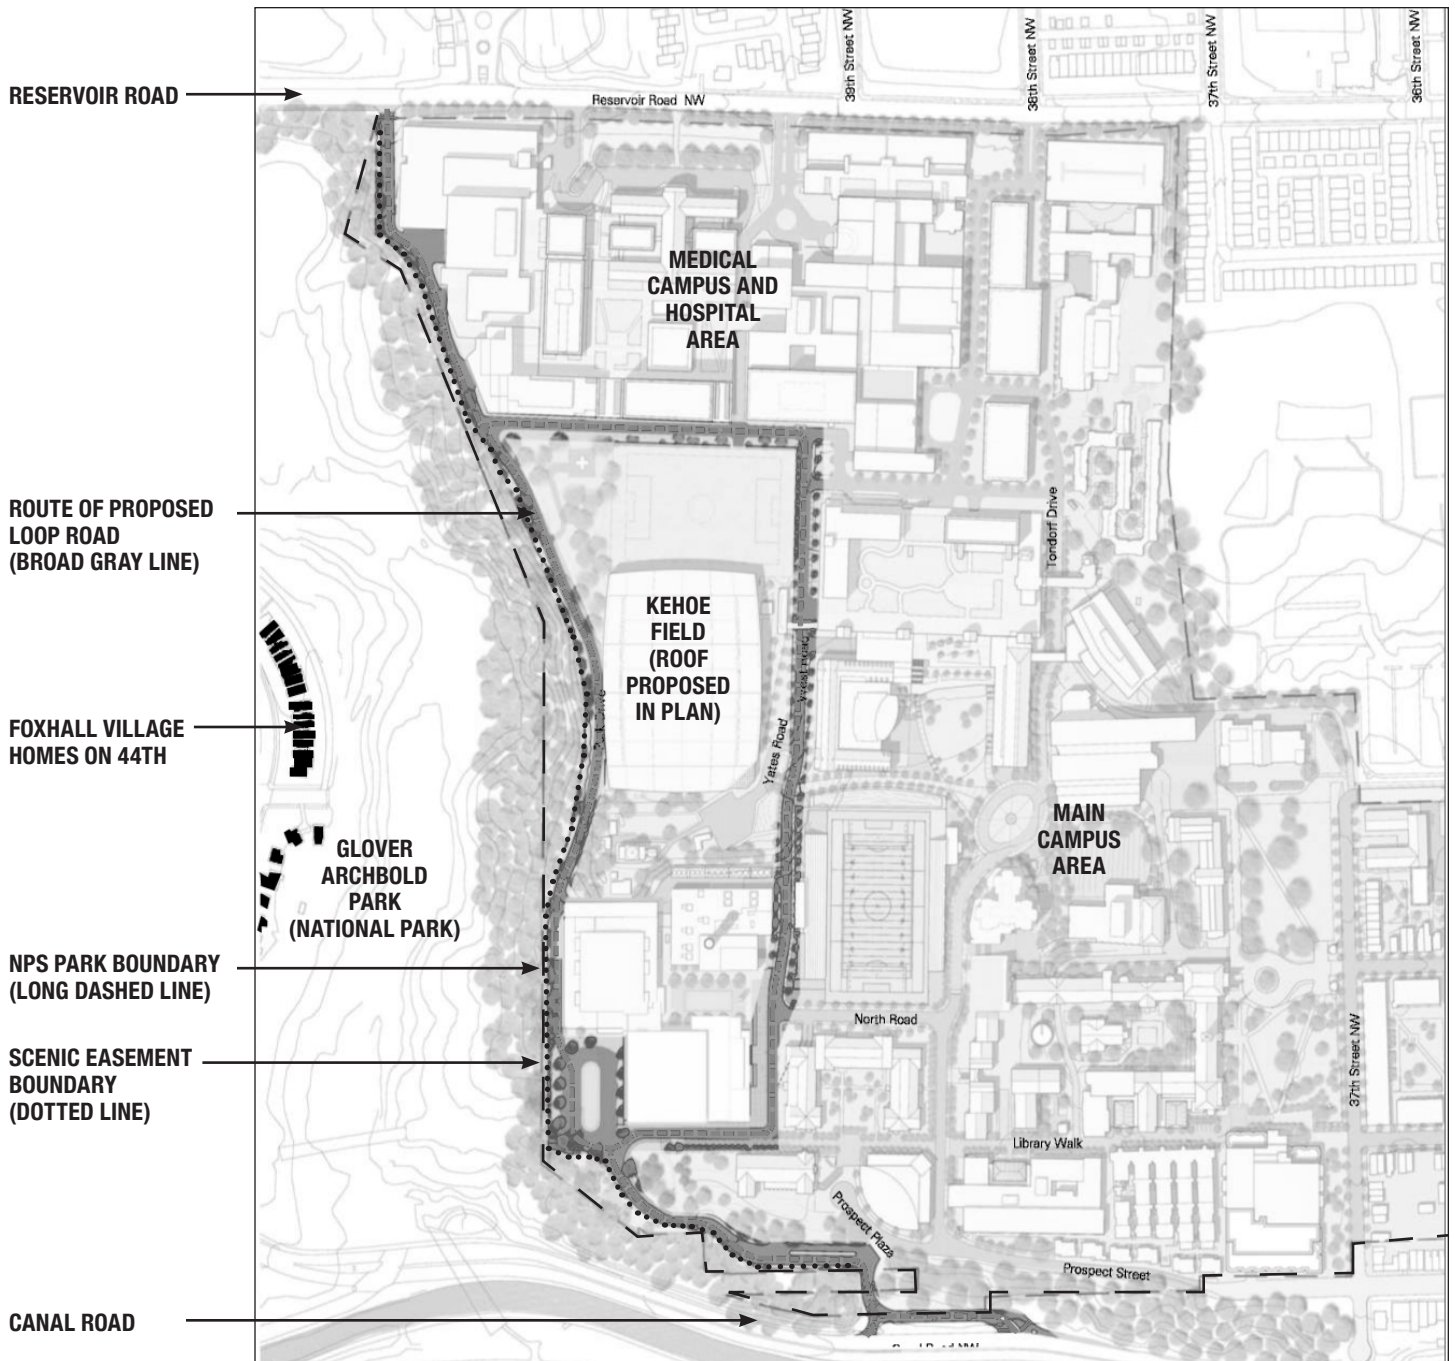 39th Street NW
38th Street NW
37th Street NW
36th Street NW
RESERVOIR ROAD
Reservoir Road NW
MEDICAL
CAMPUS AND
HOSPITAL
AREA
ROUTE OF PROPOSED
LOOP ROAD
(BROAD GRAY LINE)
Tondorf Drive
KEHOE
FIELD
(ROOF
PROPOSED
IN PLAN)
West Road
Yates Road
FOXHALL VILLAGE
HOMES ON 44TH
MAIN
CAMPUS
AREA
GLOVER
ARCHBOLD
PARK
(NATIONAL PARK)
NPS PARK BOUNDARY
(LONG DASHED LINE)
North Road
SCENIC EASEMENT
BOUNDARY
(DOTTED LINE)
37th Street NW
Library Walk
Prospect Plaza
Prospect Street
CANAL ROAD